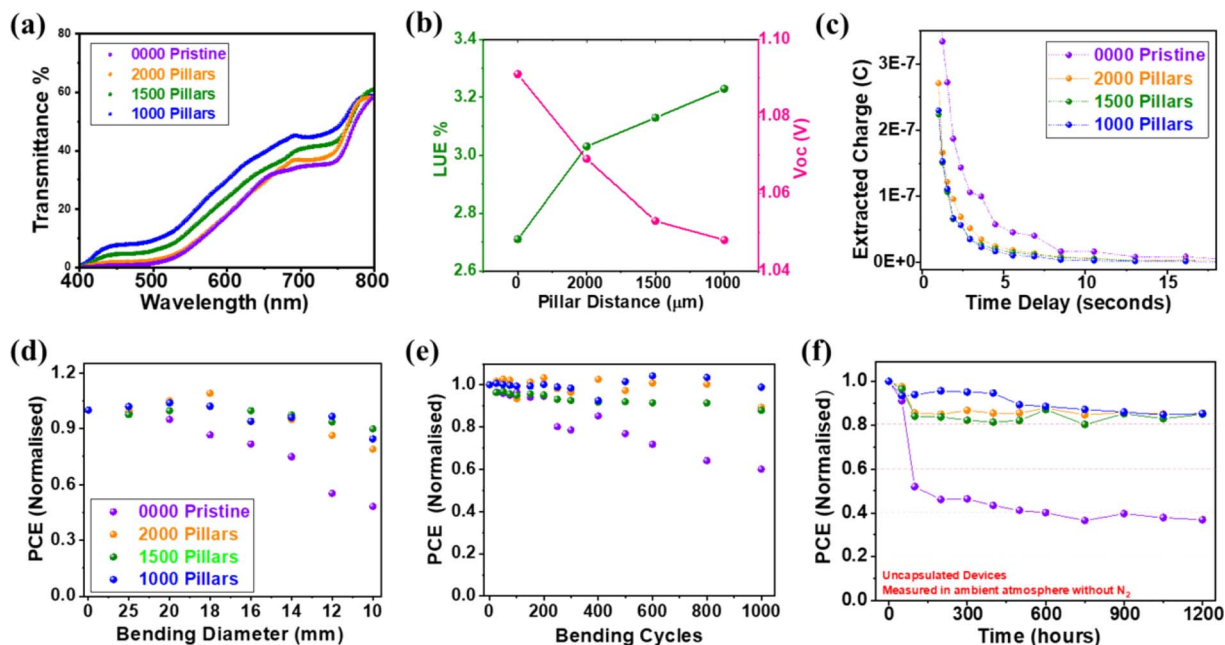 (a)
80
60
40
20
0
Transmittance %
0000 Pristine
2000 Pillars
1500 Pillars
1000 Pillars
400 500 600 700 800
Wavelength (nm)
(b)
3.4
3.2
3.0
2.8
2.6
LUE %
1.10
1.08
1.06
1.04
Voc (V)
0 2000 1500 1000
Pillar Distance (μm)
(c)
3E-7
2E-7
1E-7
0E+0
Extracted Charge (C)
0000 Pristine
2000 Pillars
1500 Pillars
1000 Pillars
5 10 15
Time Delay (seconds)
(d)
1.2
0.9
0.6
0.3
0.0
PCE (Normalised)
0000 Pristine
2000 Pillars
1500 Pillars
1000 Pillars
0 25 20 18 16 14 12 10
Bending Diameter (mm)
(e)
1.0
0.8
0.6
0.4
0.2
0.0
PCE (Normalised)
0 200 400 600 800 1000
Bending Cycles
(f)
1.0
0.8
0.6
0.4
0.2
0.0
PCE (Normalised)
Uncapsulated Devices
Measured in ambient atmosphere without N₂
0 300 600 900 1200
Time (hours)